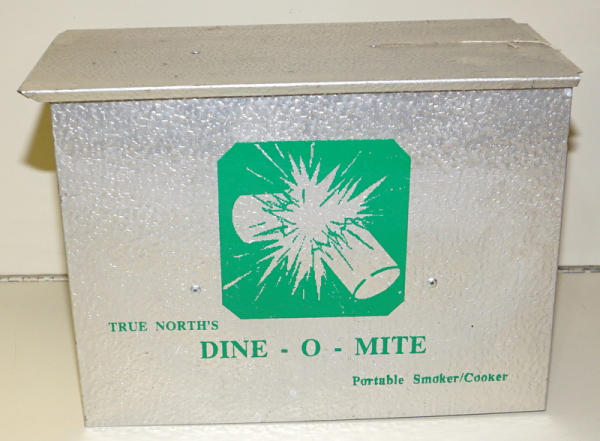 TRUE NORTH'S
DINE - O - MITE
Portable Smoker/Cooker